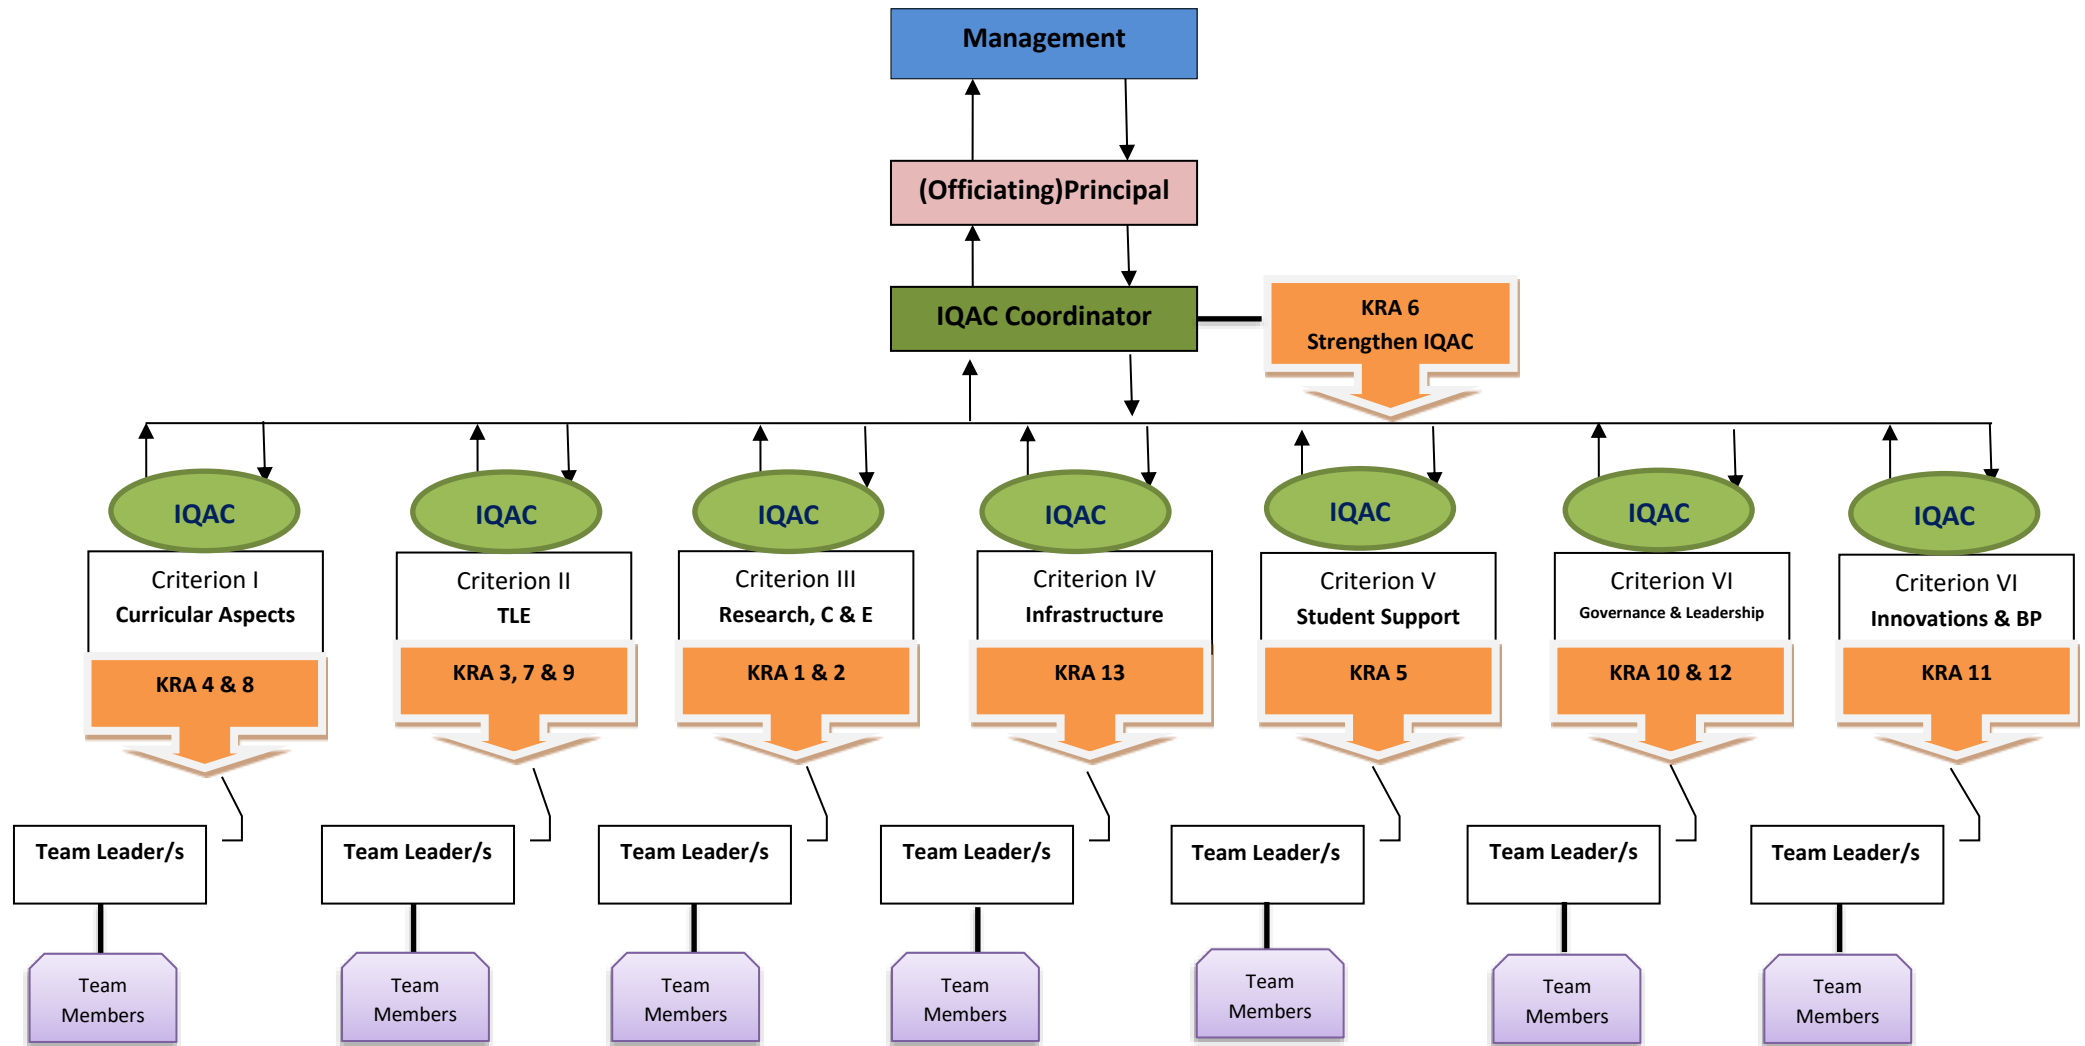 Management
(Officiating)Principal
IQAC Coordinator
KRA 6
Strengthen IQAC
IQAC
IQAC
IQAC
IQAC
IQAC
IQAC
IQAC
Criterion I
Curricular Aspects
Criterion II
TLE
Criterion III
Research, C & E
Criterion IV
Infrastructure
Criterion V
Student Support
Criterion VI
Governance & Leadership
Criterion VI
Innovations & BP
KRA 4 & 8
KRA 3, 7 & 9
KRA 1 & 2
KRA 13
KRA 5
KRA 10 & 12
KRA 11
Team Leader/s
Team Leader/s
Team Leader/s
Team Leader/s
Team Leader/s
Team Leader/s
Team Leader/s
Team
Members
Team
Members
Team
Members
Team
Members
Team
Members
Team
Members
Team
Members